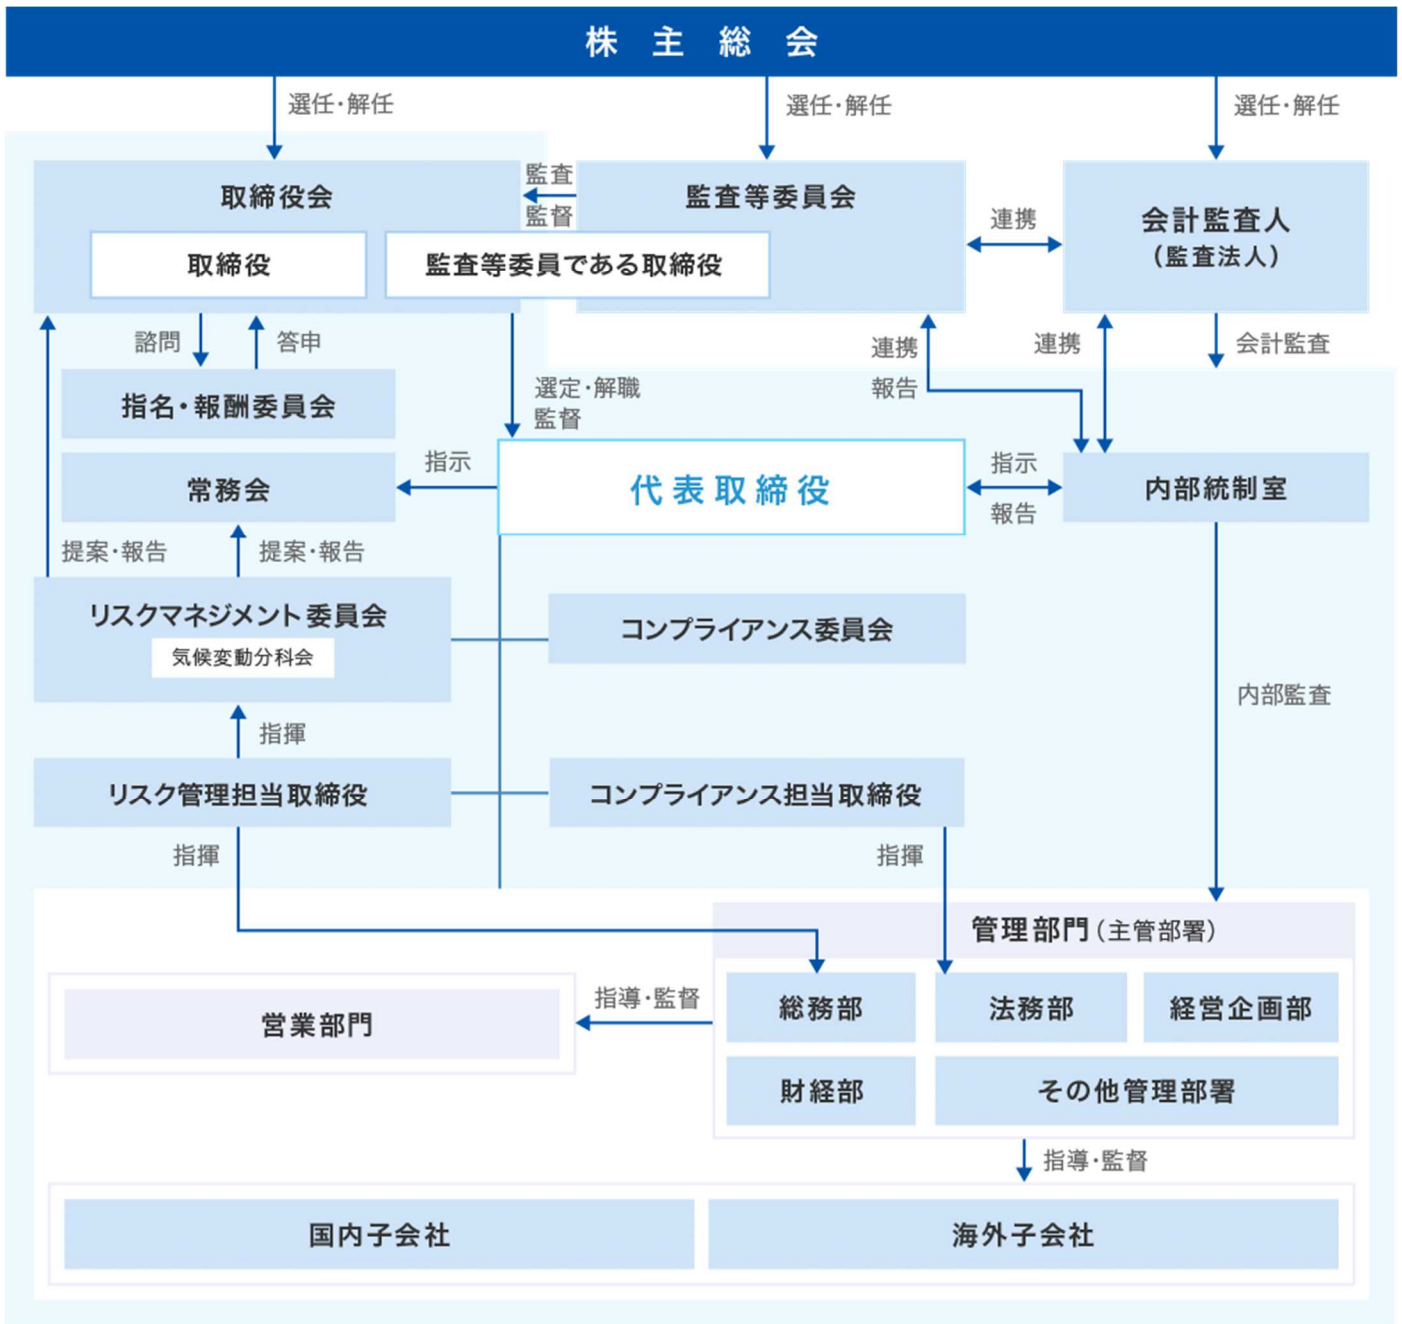 株主総会
選任・解任
選任・解任
選任・解任
取締役会
監査
監督
監査等委員会
連携
会計監査人
（監査法人）
取締役
監査等委員である取締役
諮問
答申
連携
報告
連携
会計監査
指名・報酬委員会
選定・解職
監督
常務会
指示
代表取締役
指示
報告
内部統制室
提案・報告
提案・報告
リスクマネジメント委員会
気候変動分科会
コンプライアンス委員会
内部監査
指揮
リスク管理担当取締役
コンプライアンス担当取締役
指揮
指揮
管理部門（主管部署）
総務部
法務部
経営企画部
営業部門
指導・監督
財経部
その他管理部署
指導・監督
国内子会社
海外子会社